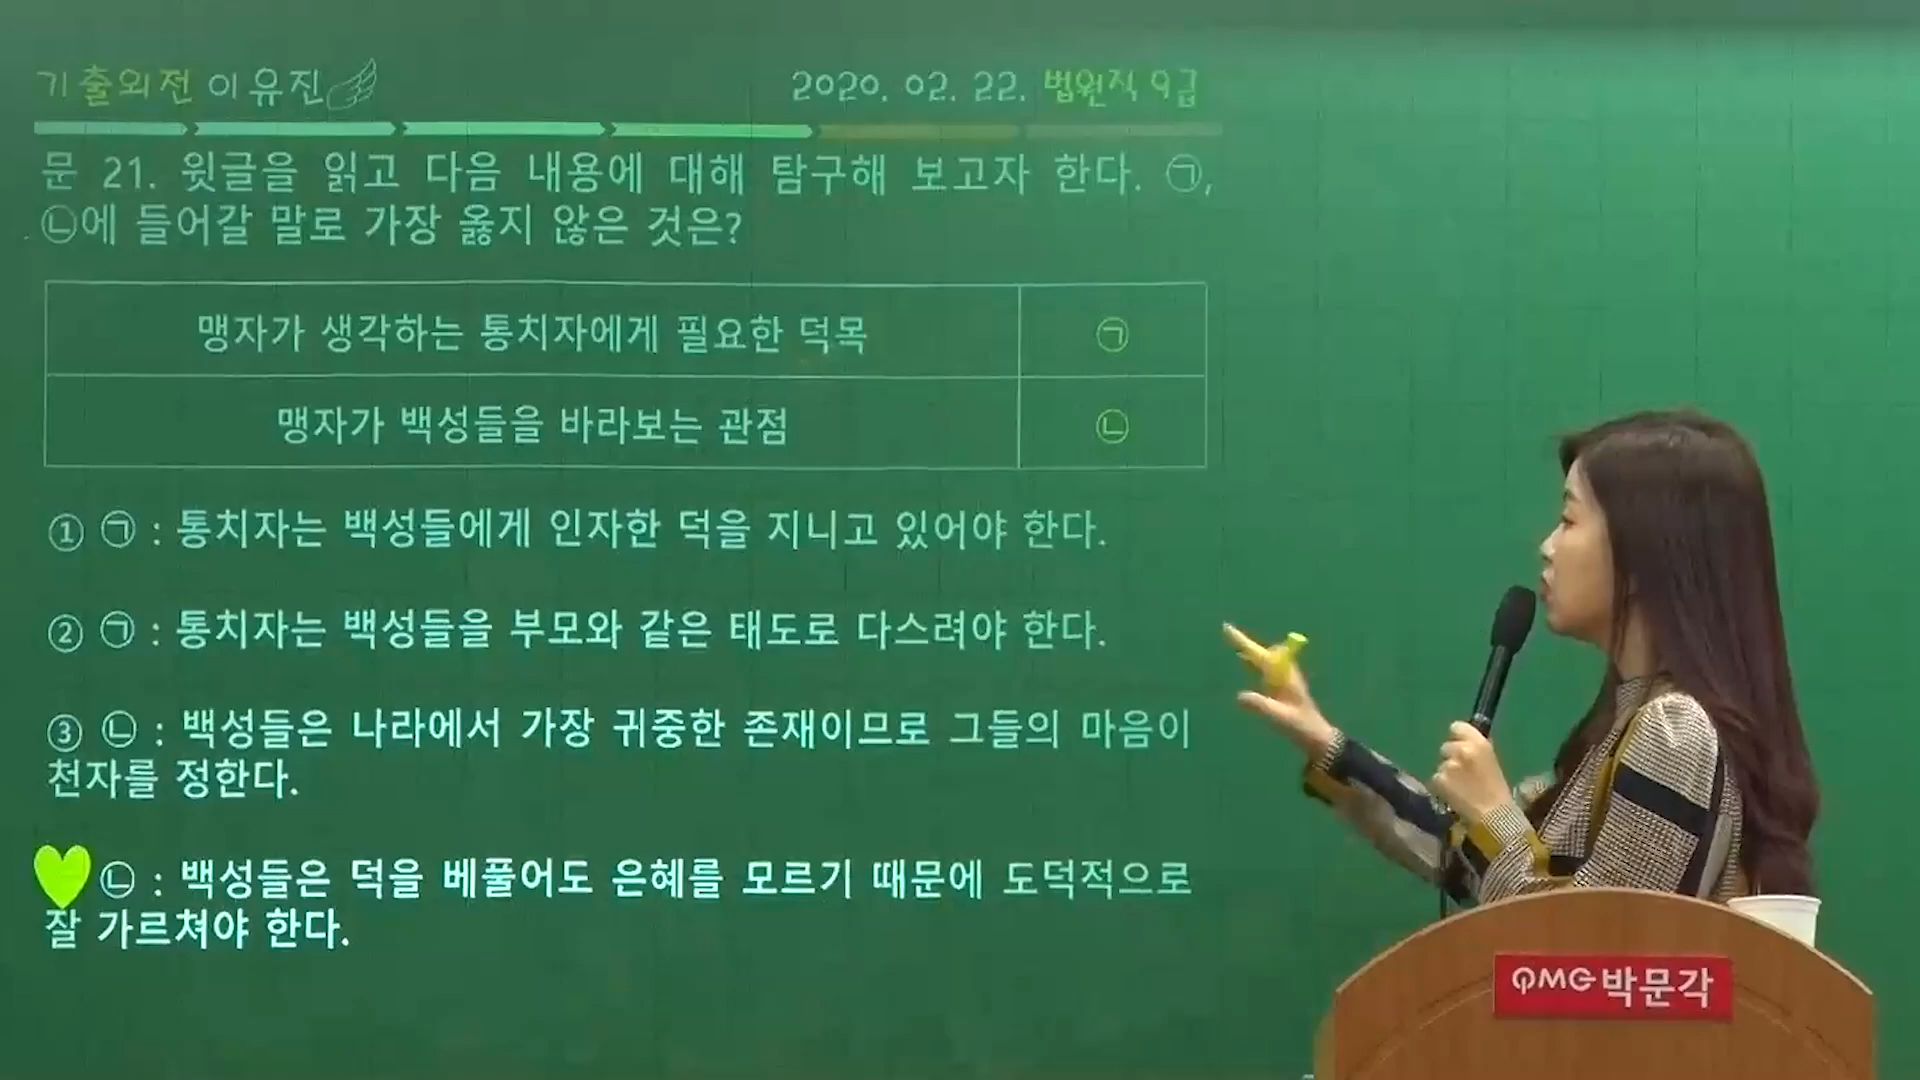 기출외전 이유진
2020. 02. 22. 법원직 9급
문 21. 윗글을 읽고 다음 내용에 대해 탐구해 보고자 한다. ㉠,
㉡에 들어갈 말로 가장 옳지 않은 것은?
맹자가 생각하는 통치자에게 필요한 덕목 ㉠
맹자가 백성들을 바라보는 관점 ㉡
① ㉠ : 통치자는 백성들에게 인자한 덕을 지니고 있어야 한다.
② ㉠ : 통치자는 백성들을 부모와 같은 태도로 다스려야 한다.
③ ㉡ : 백성들은 나라에서 가장 귀중한 존재이므로 그들의 마음이
천자를 정한다.
㉡ : 백성들은 덕을 베풀어도 은혜를 모르기 때문에 도덕적으로
잘 가르쳐야 한다.
PMG 박문각